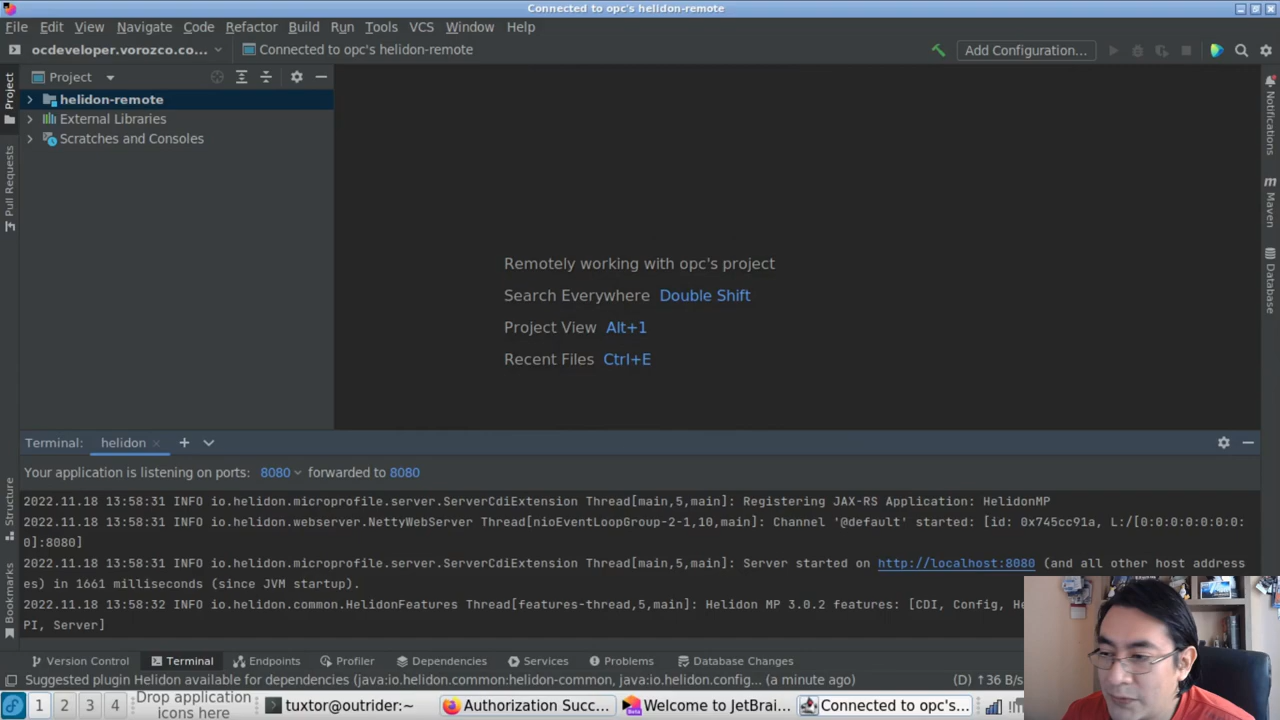 Connected to opc's helidon-remote
File Edit View Navigate Code Refactor Build Run Tools VCS Window Help
ocdeveloper.vorozco.co... Connected to opc's helidon-remote Add Configuration...
Project
helidon-remote
External Libraries
Scratches and Consoles
Project
Pull Requests
Structure
Bookmarks
Notifications
Maven
Database
Remotely working with opc's project
Search Everywhere Double Shift
Project View Alt+1
Recent Files Ctrl+E
Terminal: helidon
Your application is listening on ports: 8080 forwarded to 8080
2022.11.18 13:58:31 INFO io.helidon.microprofile.server.ServerCdiExtension Thread[main,5,main]: Registering JAX-RS Application: HelidonMP
2022.11.18 13:58:31 INFO io.helidon.webserver.NettyWebServer Thread[nioEventLoopGroup-2-1,10,main]: Channel '@default' started: [id: 0x745cc91a, L:/[0:0:0:0:0:0:0:
0]:8080]
2022.11.18 13:58:31 INFO io.helidon.microprofile.server.ServerCdiExtension Thread[main,5,main]: Server started on http://localhost:8080 (and all other host address
es) in 1661 milliseconds (since JVM startup).
2022.11.18 13:58:32 INFO io.helidon.common.HelidonFeatures Thread[features-thread,5,main]: Helidon MP 3.0.2 features: [CDI, Config, He
PI, Server]
Version Control Terminal Endpoints Profiler Dependencies Services Problems Database Changes
Suggested plugin Helidon available for dependencies (java:io.helidon.common:helidon-common, java:io.helidon.config... (a minute ago) (D) ↑36 B/s
1 2 3 4 Drop application icons here tuxtor@outrider:~ Authorization Succ... Welcome to JetBrai... Connected to opc's...